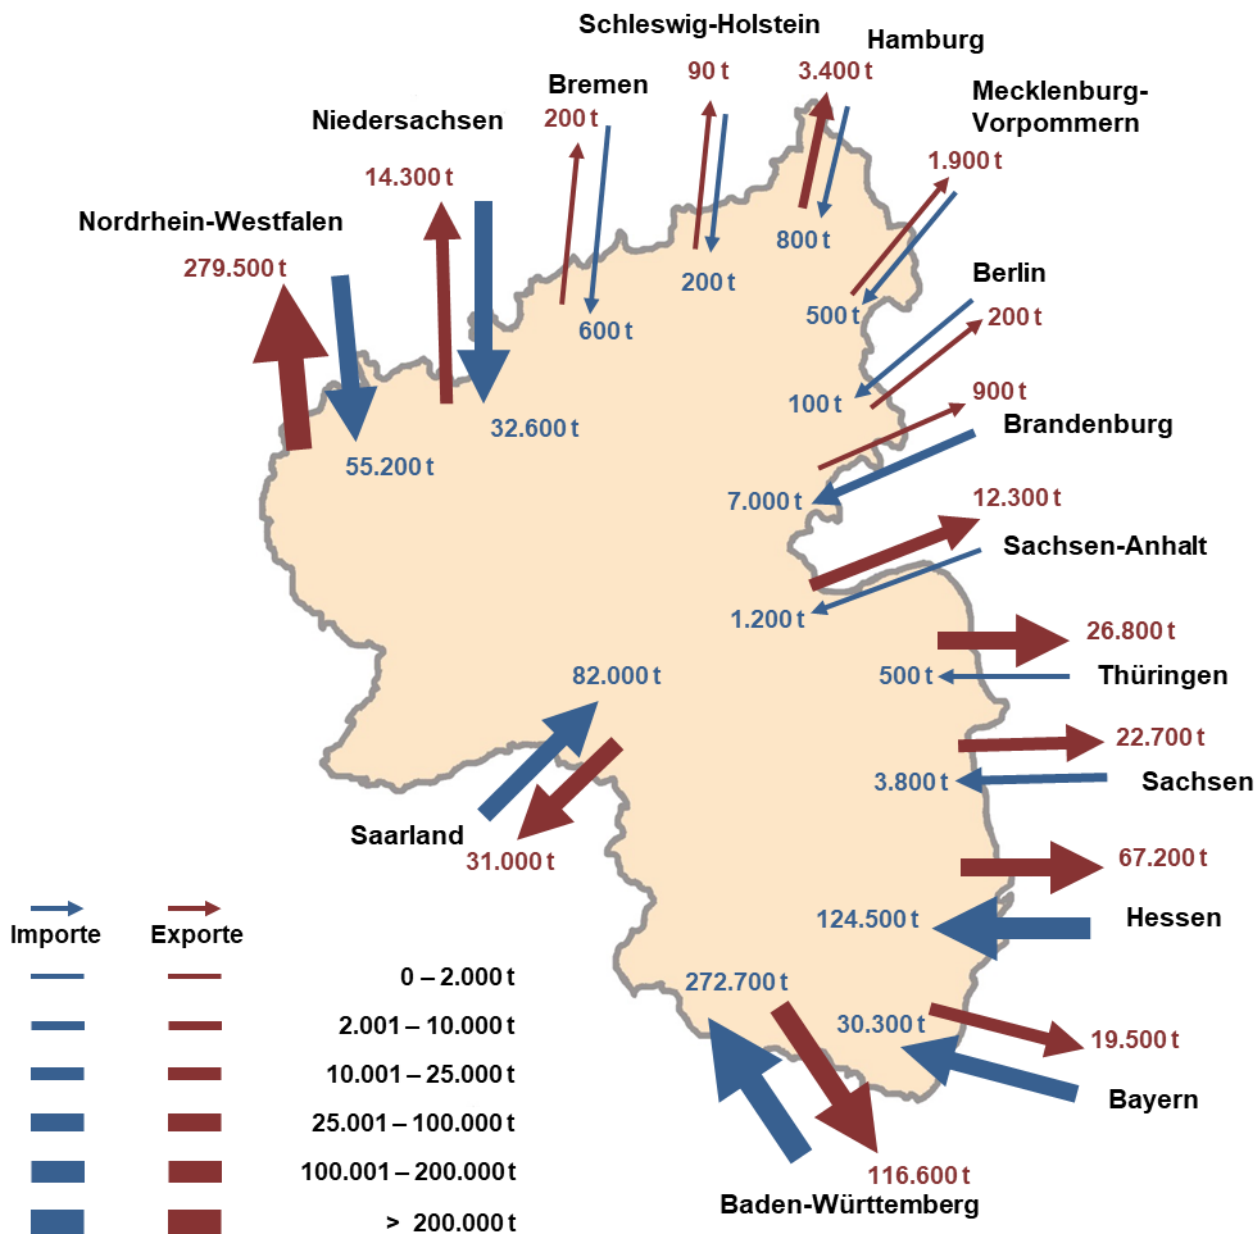 Schleswig-Holstein
90 t
Hamburg
3.400 t
Bremen
200 t
Mecklenburg-
Vorpommern
1.900 t
Niedersachsen
14.300 t
Nordrhein-Westfalen
279.500 t
800 t
200 t
500 t
600 t
Berlin
200 t
100 t
900 t
Brandenburg
32.600 t
55.200 t
7.000 t
12.300 t
Sachsen-Anhalt
1.200 t
26.800 t
500 t
Thüringen
82.000 t
22.700 t
3.800 t
Sachsen
Saarland
31.000 t
67.200 t
124.500 t
Hessen
272.700 t
30.300 t
19.500 t
Bayern
116.600 t
Baden-Württemberg
Importe Exporte
0 – 2.000 t
2.001 – 10.000 t
10.001 – 25.000 t
25.001 – 100.000 t
100.001 – 200.000 t
> 200.000 t